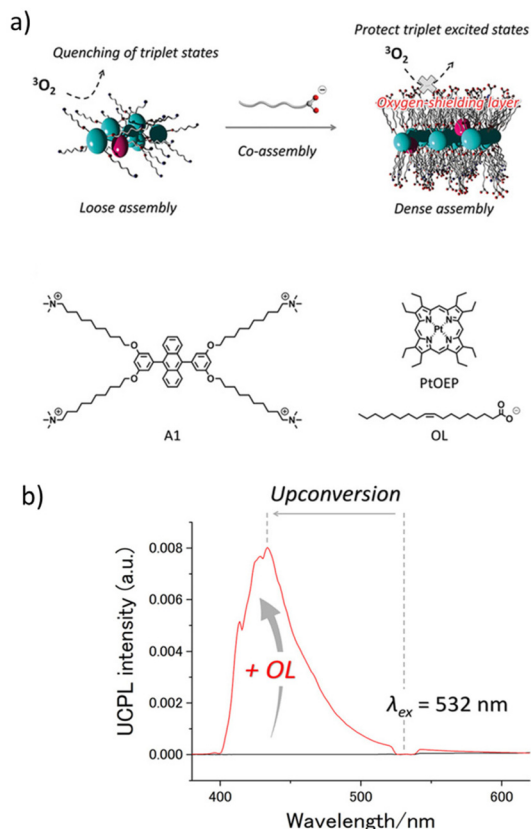 a)
Quenching of triplet states
³O₂
Loose assembly
⊖
Co-assembly
Protect triplet excited states
³O₂
Oxygen-shielding layer
Dense assembly
N⊕
N⊕
O
O
O
O
N⊕
N⊕
A1
N
N
Pt
N
N
PtOEP
O
O⊖
OL
b)
Upconversion
UCPL intensity (a.u.)
0.008
0.006
0.004
0.002
0.000
+ OL
λex = 532 nm
400
500
600
Wavelength/nm